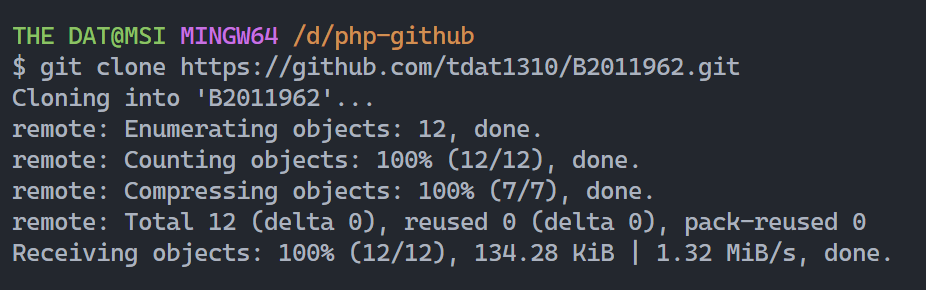 THE DAT@MSI MINGW64 /d/php-github
$ git clone https://github.com/tdat1310/B2011962.git
Cloning into 'B2011962'...
remote: Enumerating objects: 12, done.
remote: Counting objects: 100% (12/12), done.
remote: Compressing objects: 100% (7/7), done.
remote: Total 12 (delta 0), reused 0 (delta 0), pack-reused 0
Receiving objects: 100% (12/12), 134.28 KiB | 1.32 MiB/s, done.